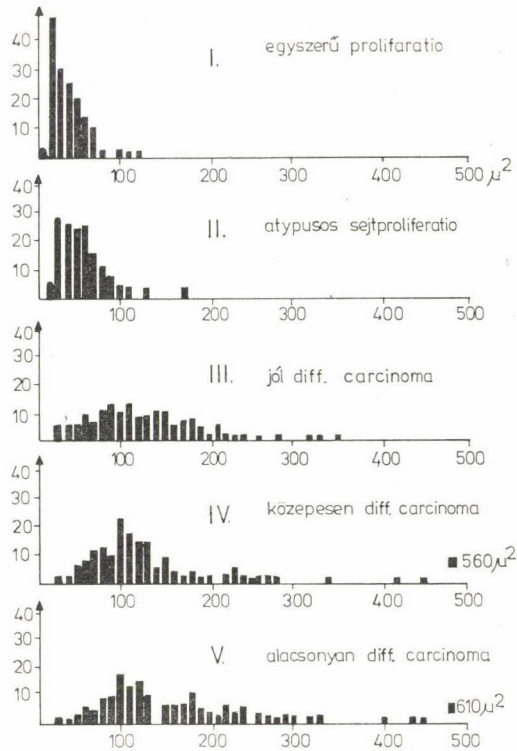 40
30
20
10
I. egyszerű prolifaratio
100 200 300 400 500 μ²
40
30
20
10
II. atypusos sejtproliferatio
100 200 300 400 500
40
30
20
10
III. jól diff. carcinoma
100 200 300 400 500
40
30
20
10
IV. közepesen diff. carcinoma
560μ²
100 200 300 400 500
40
30
20
10
V. alacsonyan diff. carcinoma
610μ²
100 200 300 400 500